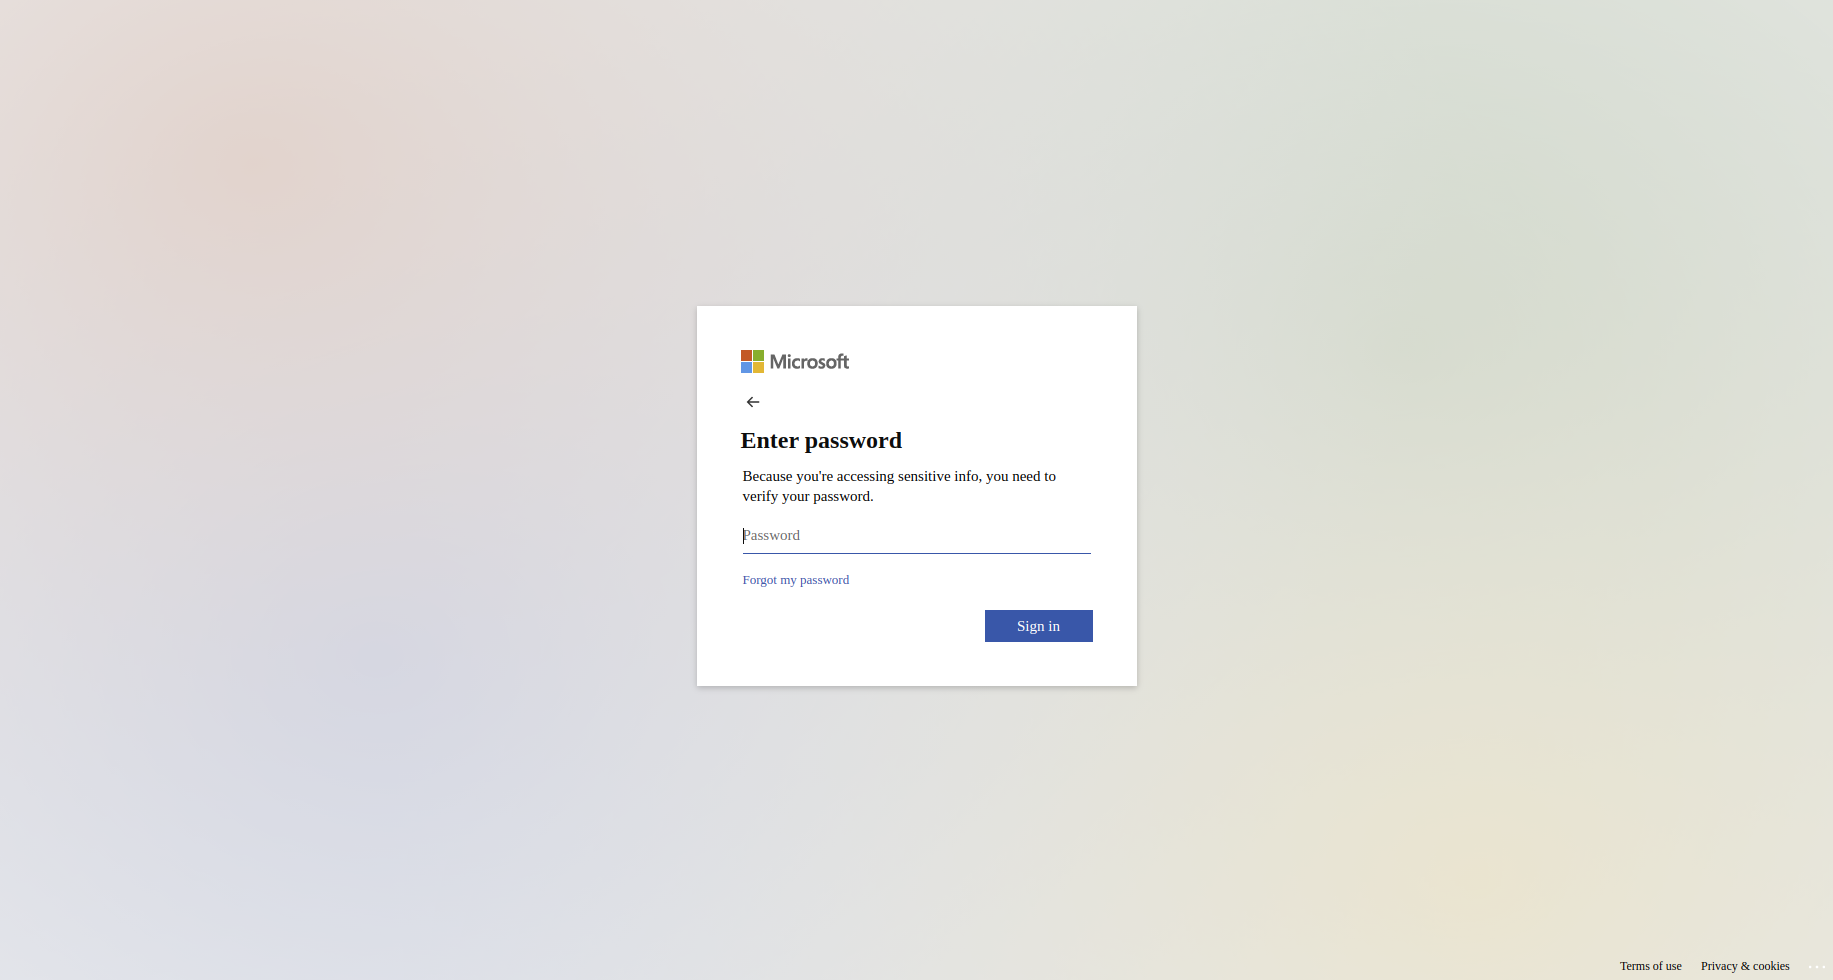 Microsoft
Enter password
Because you're accessing sensitive info, you need to
verify your password.
Password
Forgot my password
Sign in
Terms of use Privacy & cookies ...